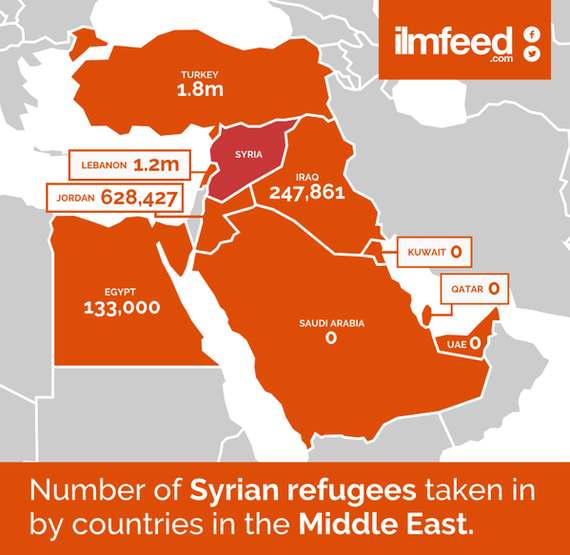 ilmfeed
.com
TURKEY
1.8m
SYRIA
LEBANON 1.2m
IRAQ
247,861
JORDAN 628,427
KUWAIT 0
QATAR 0
EGYPT
133,000
SAUDI ARABIA
0
UAE 0
Number of Syrian refugees taken in
by countries in the Middle East.